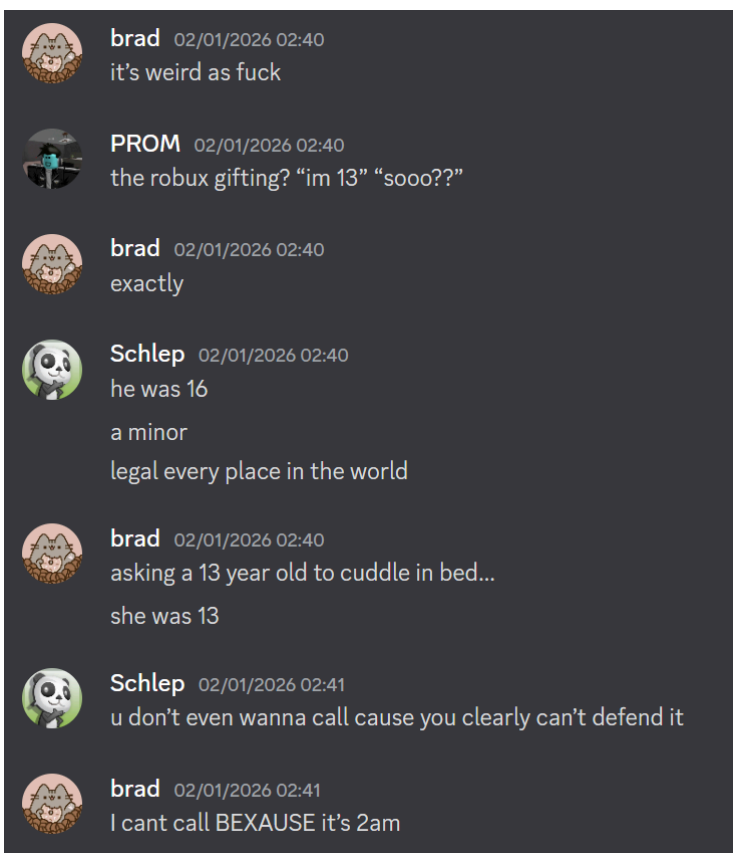 brad 02/01/2026 02:40
it’s weird as fuck
PROM 02/01/2026 02:40
the robux gifting? “im 13” “sooo??”
brad 02/01/2026 02:40
exactly
Schlep 02/01/2026 02:40
he was 16
a minor
legal every place in the world
brad 02/01/2026 02:40
asking a 13 year old to cuddle in bed...
she was 13
Schlep 02/01/2026 02:41
u don’t even wanna call cause you clearly can’t defend it
brad 02/01/2026 02:41
I cant call BEXAUSE it’s 2am